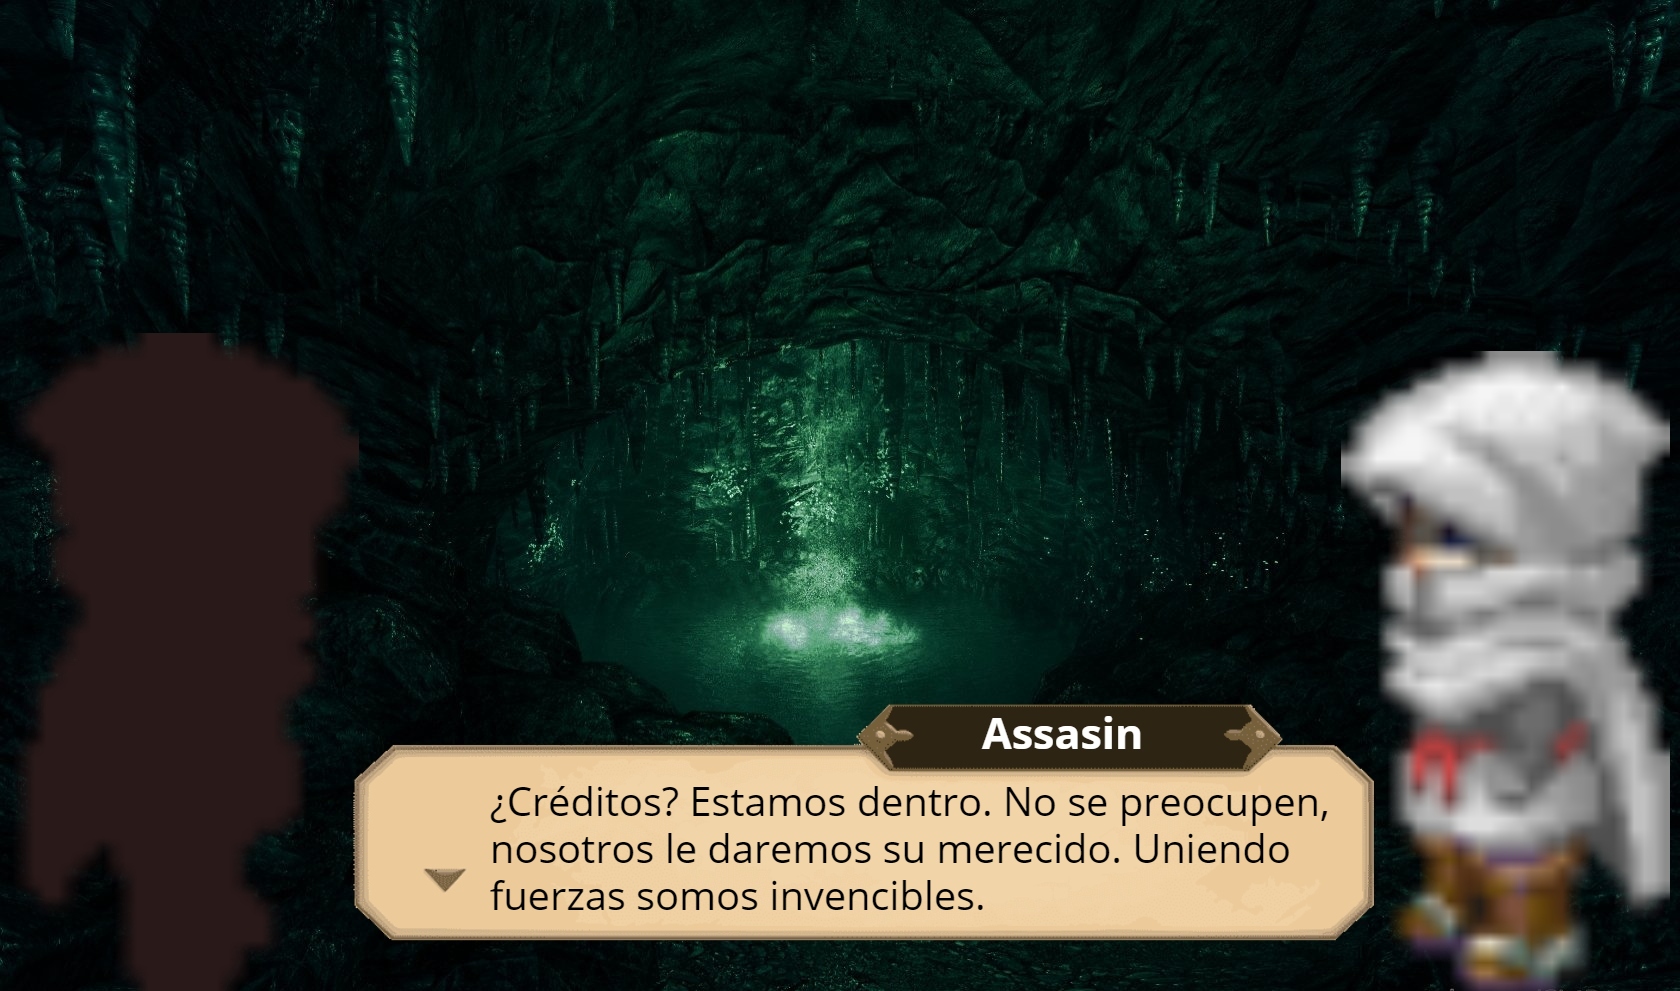 Assasin
¿Créditos? Estamos dentro. No se preocupen,
nosotros le daremos su merecido. Uniendo
fuerzas somos invencibles.